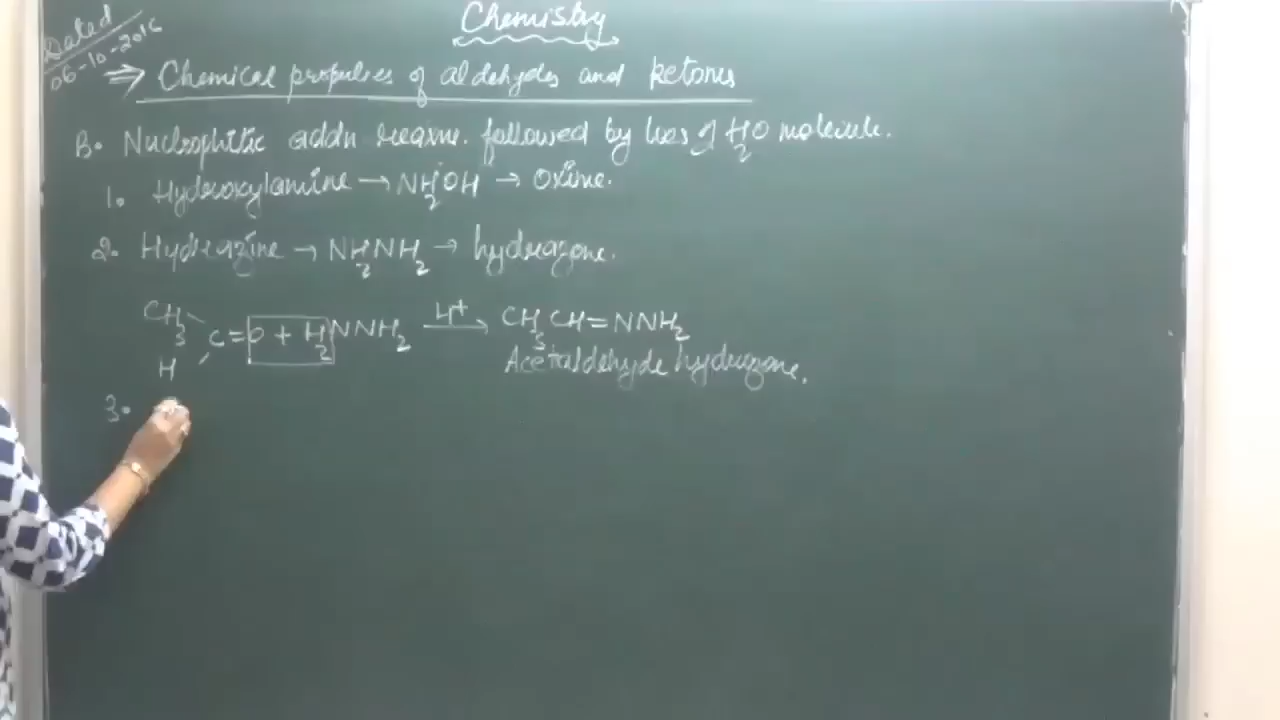 Chemistry
Dated
06-10-2016
⇒ Chemical properties of aldehydes and ketones
B. Nucleophilic addn reaxns. followed by loss of H₂O molecule.
1. Hydroxylamine → NH₂OH → Oxime.
2. Hydrazine → NH₂NH₂ → hydrazone.
CH₃
C=O + H₂NNH₂ H⁺→ CH₃CH=NNH₂
H
Acetaldehyde hydrazone.
3.